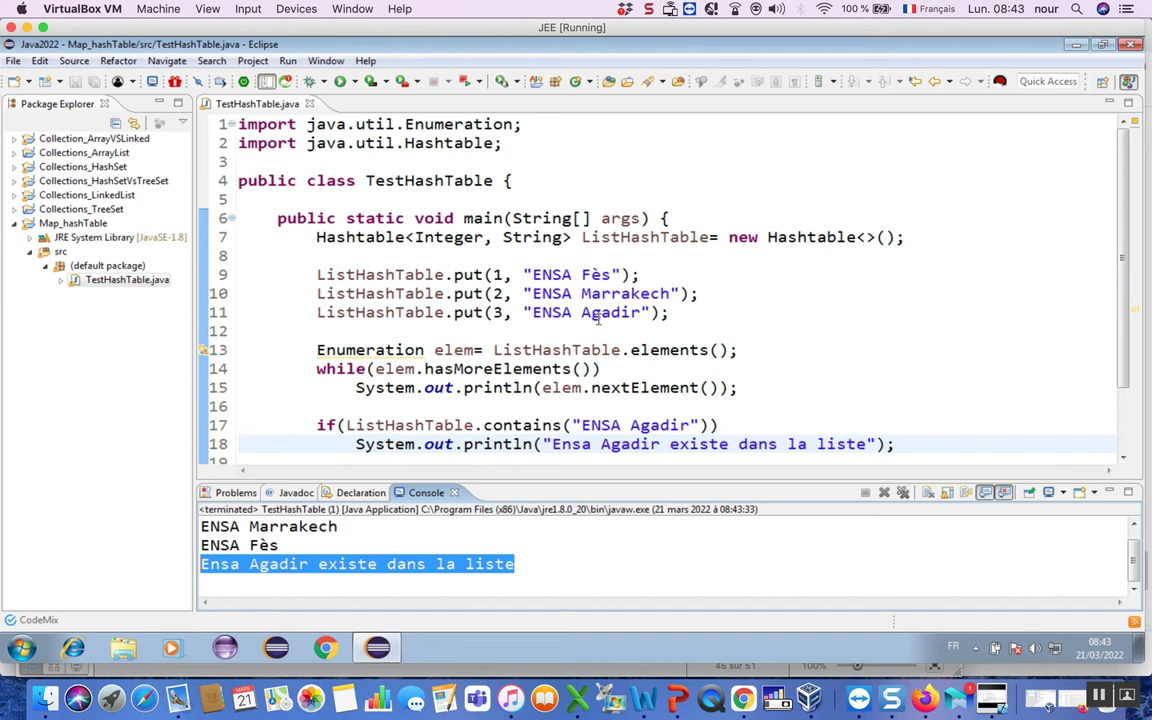 VirtualBox VM Machine View Input Devices Window Help 100 % Français Lun. 08:43 nour
JEE [Running]
Java2022 - Map_hashTable/src/TestHashTable.java - Eclipse
File Edit Source Refactor Navigate Search Project Run Window Help
Quick Access
Package Explorer
TestHashTable.java
Collections_ArrayVSLinked
Collections_ArrayList
Collections_HashSet
Collections_HashSetVsTreeSet
Collections_LinkedList
Collections_TreeSet
Map_hashTable
JRE System Library [JavaSE-1.8]
src
(default package)
TestHashTable.java
1 import java.util.Enumeration;
2 import java.util.Hashtable;
3
4 public class TestHashTable {
5
6 public static void main(String[] args) {
7 Hashtable<Integer, String> ListHashTable= new Hashtable<>();
8
9 ListHashTable.put(1, "ENSA Fès");
10 ListHashTable.put(2, "ENSA Marrakech");
11 ListHashTable.put(3, "ENSA Agadir");
12
13 Enumeration elem= ListHashTable.elements();
14 while(elem.hasMoreElements())
15 System.out.println(elem.nextElement());
16
17 if(ListHashTable.contains("ENSA Agadir"))
18 System.out.println("Ensa Agadir existe dans la liste");
19
Problems Javadoc Declaration Console
<terminated> TestHashTable (1) [Java Application] C:\Program Files (x86)\Java\jre1.8.0_20\bin\javaw.exe (21 mars 2022 à 08:43:33)
ENSA Marrakech
ENSA Fès
Ensa Agadir existe dans la liste
CodeMix
FR
08:43
21/03/2022
45 sur 51 100%
MARS
21